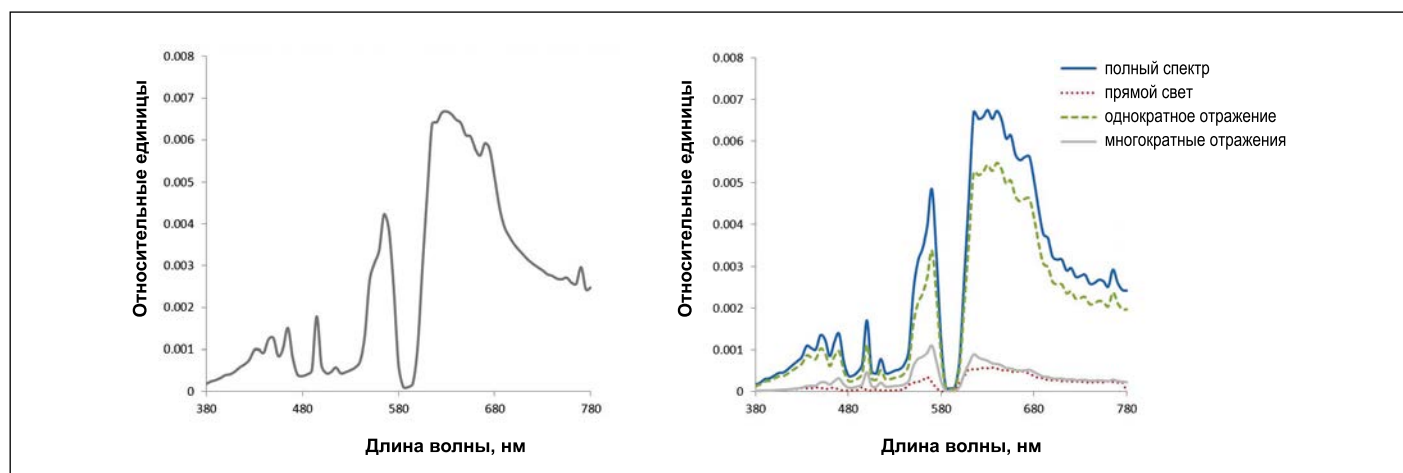 0.008
0.007
0.006
0.005
0.004
0.003
0.002
0.001
0
380 480 580 680 780
Относительные единицы
Длина волны, нм
0.008
0.007
0.006
0.005
0.004
0.003
0.002
0.001
0
380 480 580 680 780
Относительные единицы
Длина волны, нм
полный спектр
прямой свет
однократное отражение
многократные отражения